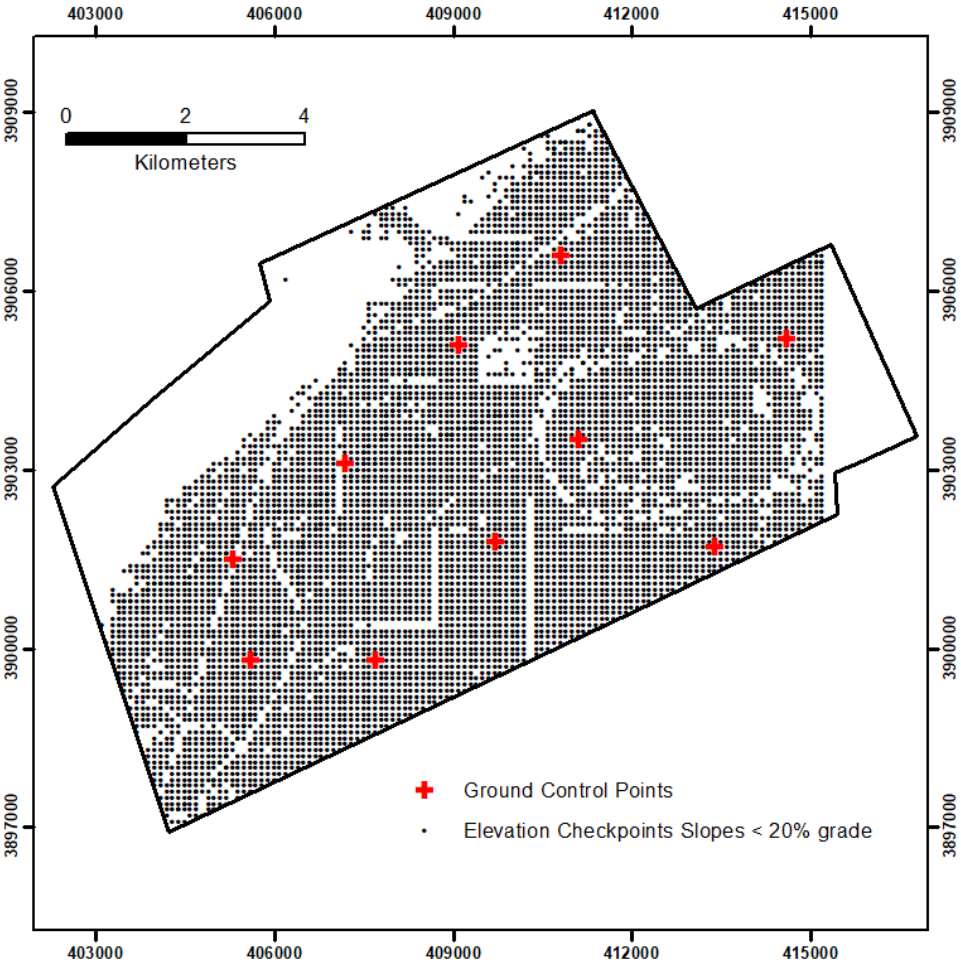 403000 406000 409000 412000 415000
3909000 3909000
0 2 4
Kilometers
3906000 3906000
3903000 3903000
3900000 3900000
Ground Control Points
Elevation Checkpoints Slopes < 20% grade
3897000 3897000
403000 406000 409000 412000 415000